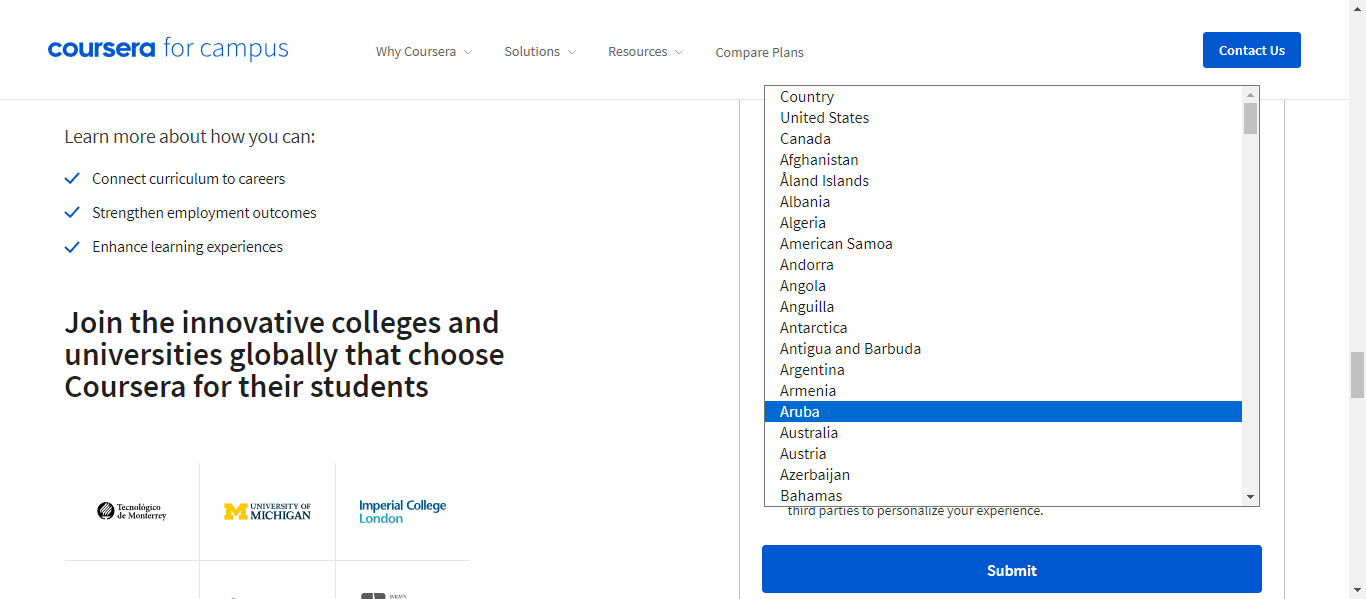 coursera for campus
Why Coursera
Solutions
Resources
Compare Plans
Contact Us
Learn more about how you can:
Connect curriculum to careers
Strengthen employment outcomes
Enhance learning experiences
Join the innovative colleges and
universities globally that choose
Coursera for their students
Tecnológico
de Monterrey
UNIVERSITY OF
MICHIGAN
Imperial College
London
Country
United States
Canada
Afghanistan
Åland Islands
Albania
Algeria
American Samoa
Andorra
Angola
Anguilla
Antarctica
Antigua and Barbuda
Argentina
Armenia
Aruba
Australia
Austria
Azerbaijan
Bahamas
third parties to personalize your experience.
Submit